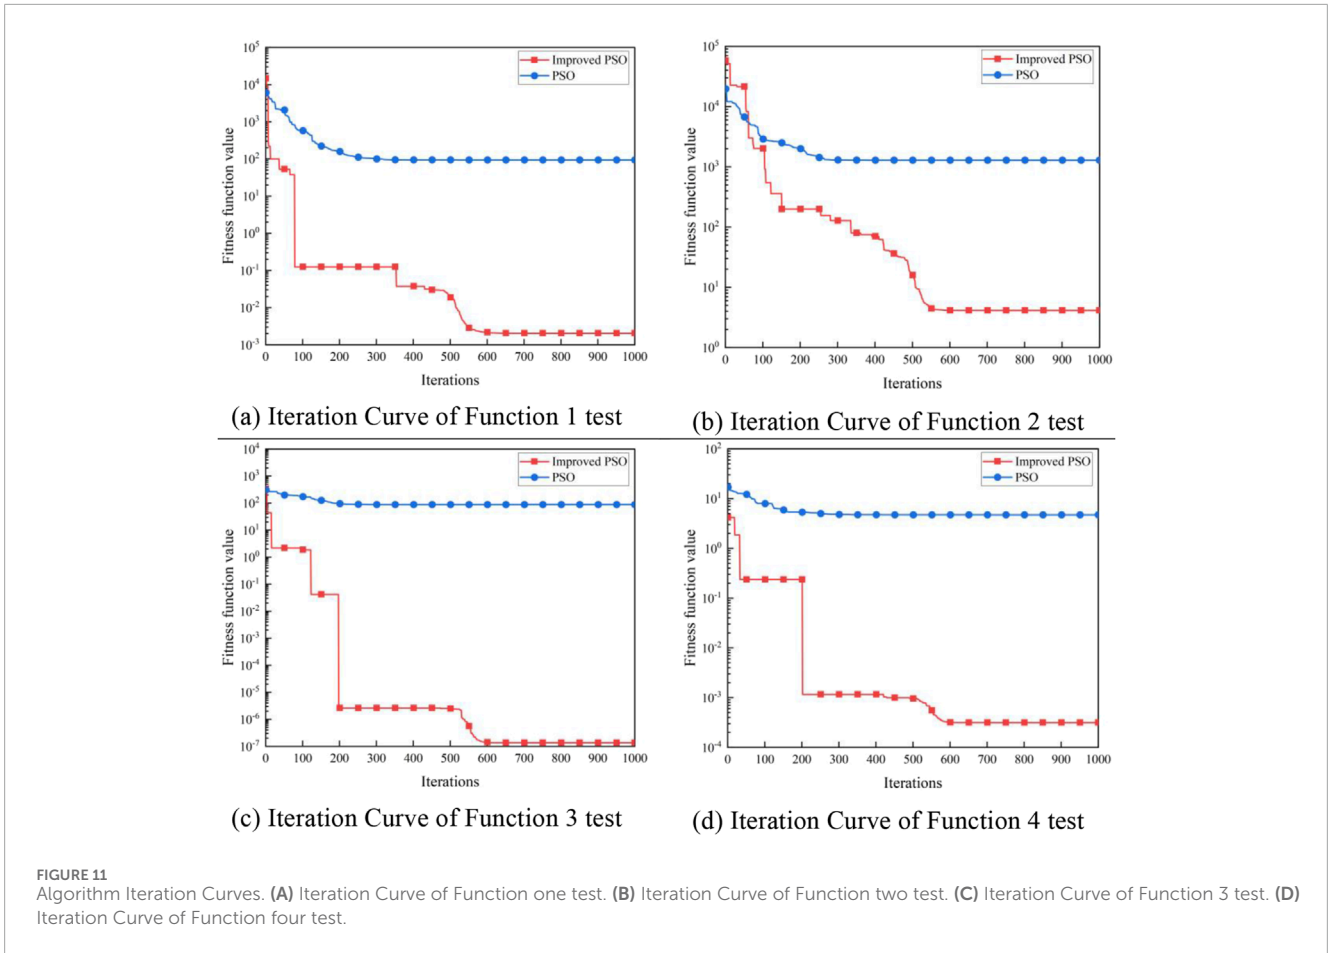 10^5
10^4
10^3
10^2
10^1
10^0
10^-1
10^-2
10^-3
Fitness function value
0 100 200 300 400 500 600 700 800 900 1000
Iterations
Improved PSO
PSO
(a) Iteration Curve of Function 1 test
10^5
10^4
10^3
10^2
10^1
10^0
Fitness function value
0 100 200 300 400 500 600 700 800 900 1000
Iterations
Improved PSO
PSO
(b) Iteration Curve of Function 2 test
10^4
10^3
10^2
10^1
10^0
10^-1
10^-2
10^-3
10^-4
10^-5
10^-6
10^-7
Fitness function value
0 100 200 300 400 500 600 700 800 900 1000
Iterations
Improved PSO
PSO
(c) Iteration Curve of Function 3 test
10^2
10^1
10^0
10^-1
10^-2
10^-3
10^-4
Fitness function value
0 100 200 300 400 500 600 700 800 900 1000
Iterations
Improved PSO
PSO
(d) Iteration Curve of Function 4 test
FIGURE 11
Algorithm Iteration Curves. (A) Iteration Curve of Function one test. (B) Iteration Curve of Function two test. (C) Iteration Curve of Function 3 test. (D)
Iteration Curve of Function four test.